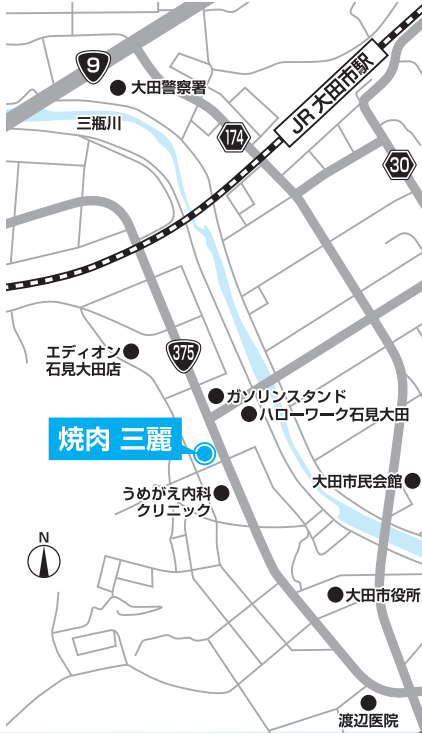 9
大田警察署
三瓶川
JR 大田市駅
174
30
エディオン
石見大田店
375
ガソリンスタンド
ハローワーク石見大田
焼肉 三麗
大田市民会館
うめがえ内科
クリニック
N
大田市役所
渡辺医院